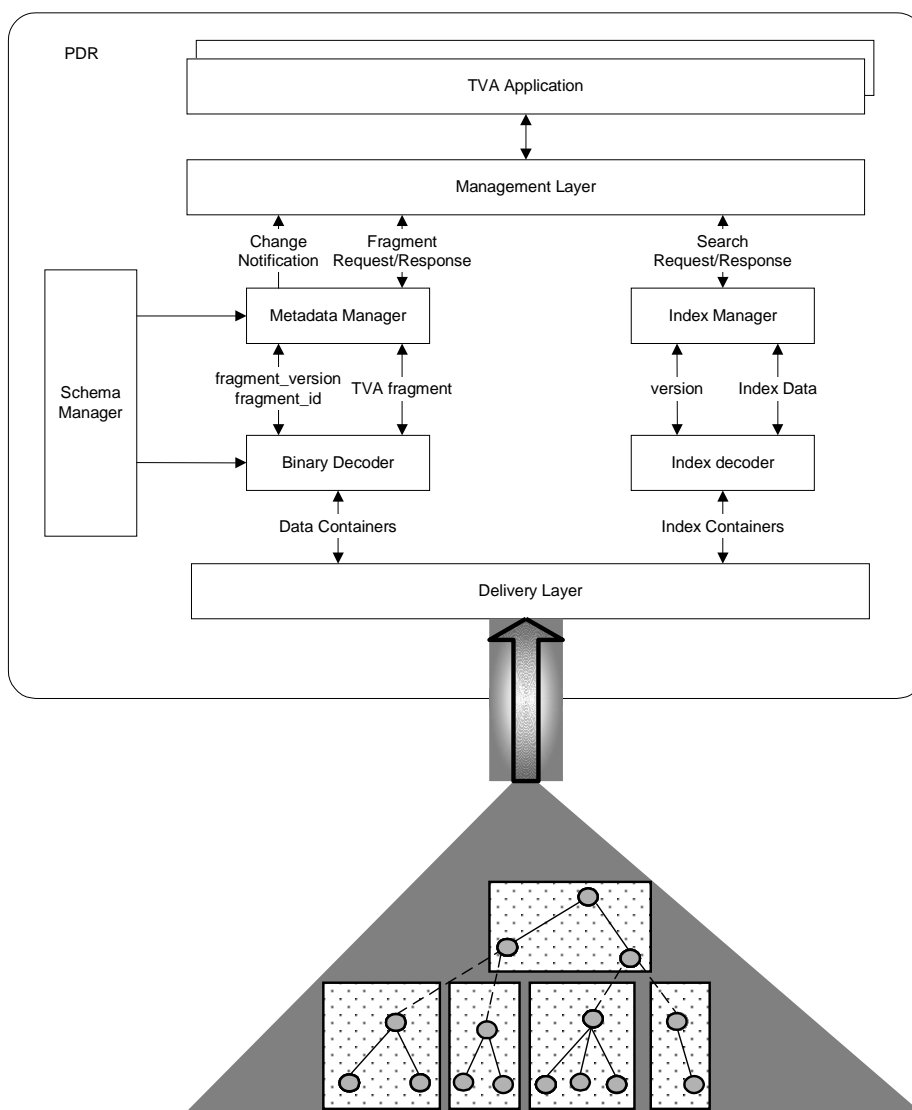 PDR
TVA Application
Management Layer
Change
Notification
Fragment
Request/Response
Search
Request/Response
Metadata Manager
Index Manager
Schema
Manager
fragment_version
fragment_id
TVA fragment
version
Index Data
Binary Decoder
Index decoder
Data Containers
Index Containers
Delivery Layer